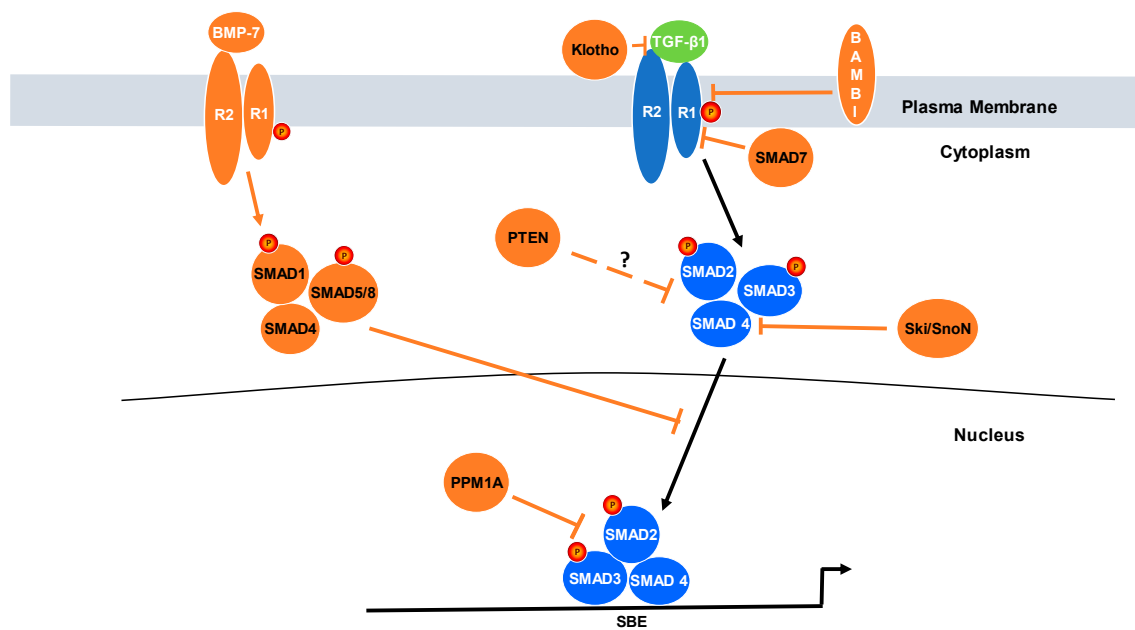 BMP-7
R2
R1
P
Klotho
TGF-β1
R2
R1
P
BAMBI
Plasma Membrane
Cytoplasm
SMAD7
PTEN
?
P
SMAD1
P
SMAD5/8
SMAD4
P
SMAD2
P
SMAD3
SMAD 4
Ski/SnoN
Nucleus
PPM1A
P
SMAD2
P
SMAD3
SMAD 4
SBE